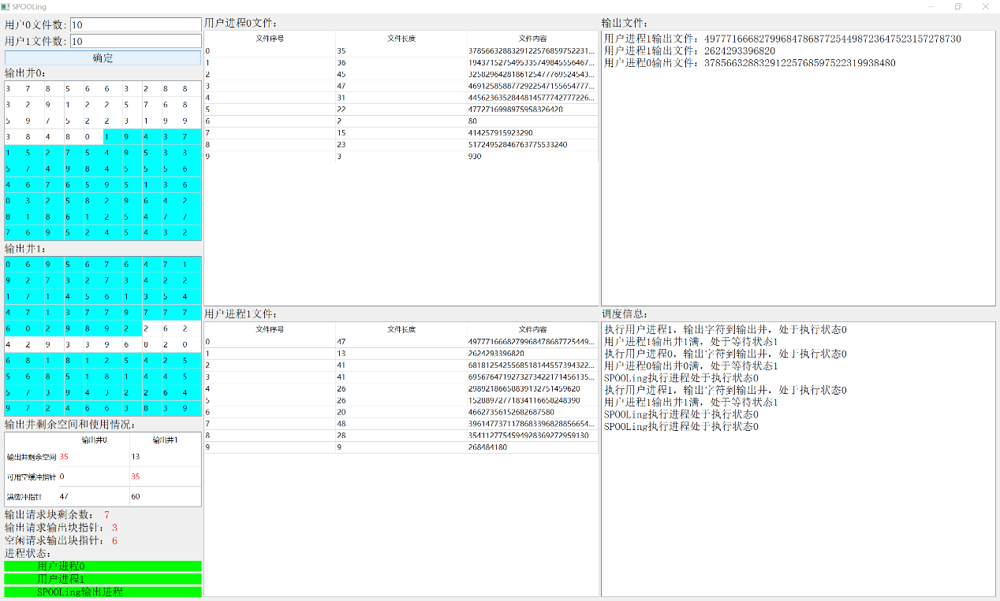 SPOOLing
用户0文件数: 10
用户1文件数: 10
确定
输出井0:
3 7 8 5 6 6 3 2 8 8
3 2 9 1 2 2 5 7 6 8
5 9 7 5 2 2 3 1 9 9
3 8 4 8 0 1 9 4 3 7
1 5 2 7 5 4 9 5 3 3
5 7 4 9 8 4 5 5 5 6
4 6 7 6 5 9 5 1 3 6
0 3 2 5 8 2 9 6 4 2
8 1 8 6 1 2 5 4 7 7
7 6 9 5 2 4 5 4 3 2
输出井1:
0 6 9 5 6 7 6 4 7 1
9 2 7 3 2 7 3 4 2 2
1 7 1 4 5 6 1 3 5 4
4 7 1 3 7 7 9 7 7 7
6 0 2 9 8 9 2 2 6 2
4 2 9 3 3 9 6 8 2 0
6 8 1 8 1 2 5 4 2 5
5 6 8 5 1 8 1 4 4 5
5 7 3 9 4 3 2 2 6 4
9 7 2 4 6 6 3 8 3 9
输出井剩余空间和使用情况:
输出井0 输出井1
输出井剩余空间 35 13
可用空缓冲指针 0 35
满缓冲指针 47 60
输出请求块剩余数: 7
输出请求输出块指针: 3
空闲请求输出块指针: 6
进程状态:
用户进程0
用户进程1
SPOOLing输出进程
用户进程0文件:
文件序号 文件长度 文件内容
0 35 3785663288329122576859752231...
1 36 1943715275495335749845556467...
2 45 3258296428186125477769524543...
3 47 4691258588772922547155654777...
4 31 4456236352844814577742777226...
5 22 4772716998975958326420
6 2 80
7 15 414257915923290
8 23 51724952846763775533240
9 3 930
用户进程1文件:
文件序号 文件长度 文件内容
0 47 4977716668279968478687725449...
1 13 2624293396820
2 41 6818125425568518144557394322...
3 41 6956764719273273422171456135...
4 26 29892186658839132751459620
5 26 15288972771834116658248390
6 20 46627356152682687580
7 48 3961477371178683396828856654...
8 28 3541127754594928369272959130
9 9 268484180
输出文件:
用户进程1输出文件: 49777166682799684786877254498723647523157278730
用户进程1输出文件: 2624293396820
用户进程0输出文件: 37856632883291225768597522319938480
调度信息:
执行用户进程1, 输出字符到输出井, 处于执行状态0
用户进程1输出井1满, 处于等待状态1
执行用户进程0, 输出字符到输出井, 处于执行状态0
用户进程0输出井0满, 处于等待状态1
SPOOLing执行进程处于执行状态0
执行用户进程1, 输出字符到输出井, 处于执行状态0
用户进程1输出井1满, 处于等待状态1
SPOOLing执行进程处于执行状态0
SPOOLing执行进程处于执行状态0